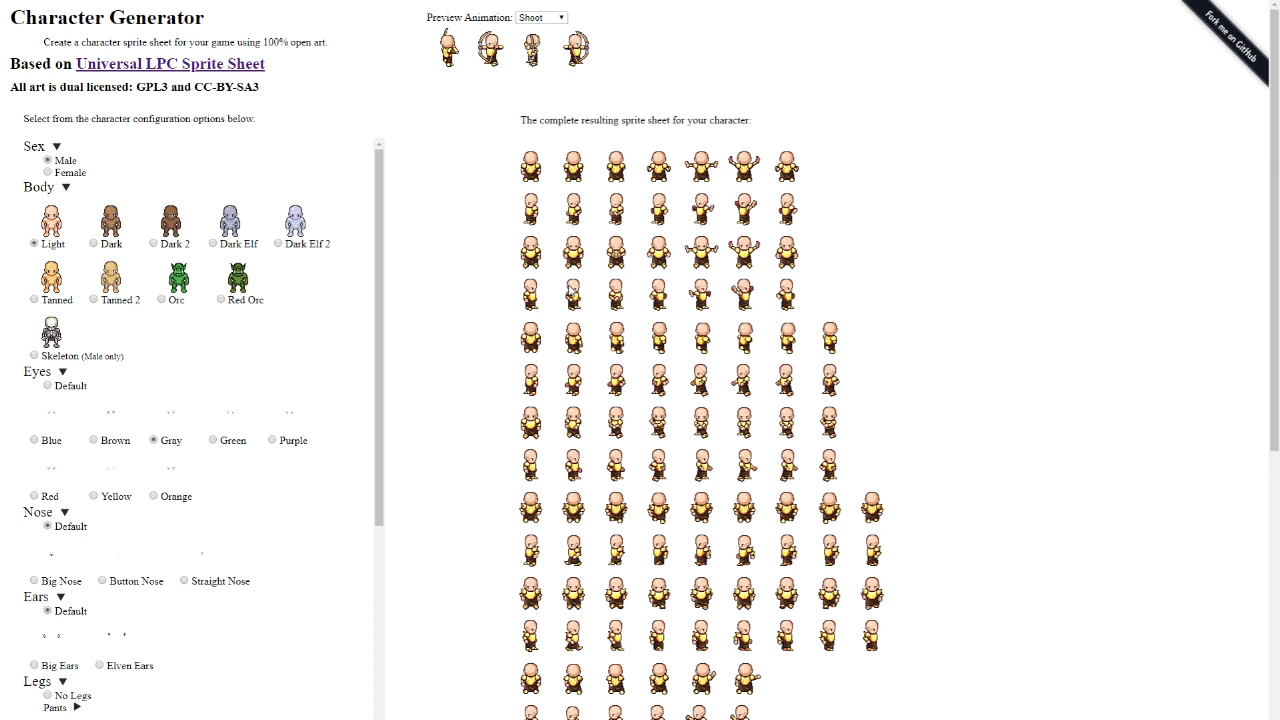 Character Generator
Create a character sprite sheet for your game using 100% open art.
Based on Universal LPC Sprite Sheet
All art is dual licensed: GPL3 and CC-BY-SA3
Select from the character configuration options below.
Preview Animation: Shoot
Fork me on GitHub
The complete resulting sprite sheet for your character:
Sex
Male
Female
Body
Light Dark Dark 2 Dark Elf Dark Elf 2
Tanned Tanned 2 Orc Red Orc
Skeleton (Male only)
Eyes
Default
Blue Brown Gray Green Purple
Red Yellow Orange
Nose
Default
Big Nose Button Nose Straight Nose
Ears
Default
Big Ears Elven Ears
Legs
No Legs
Pants